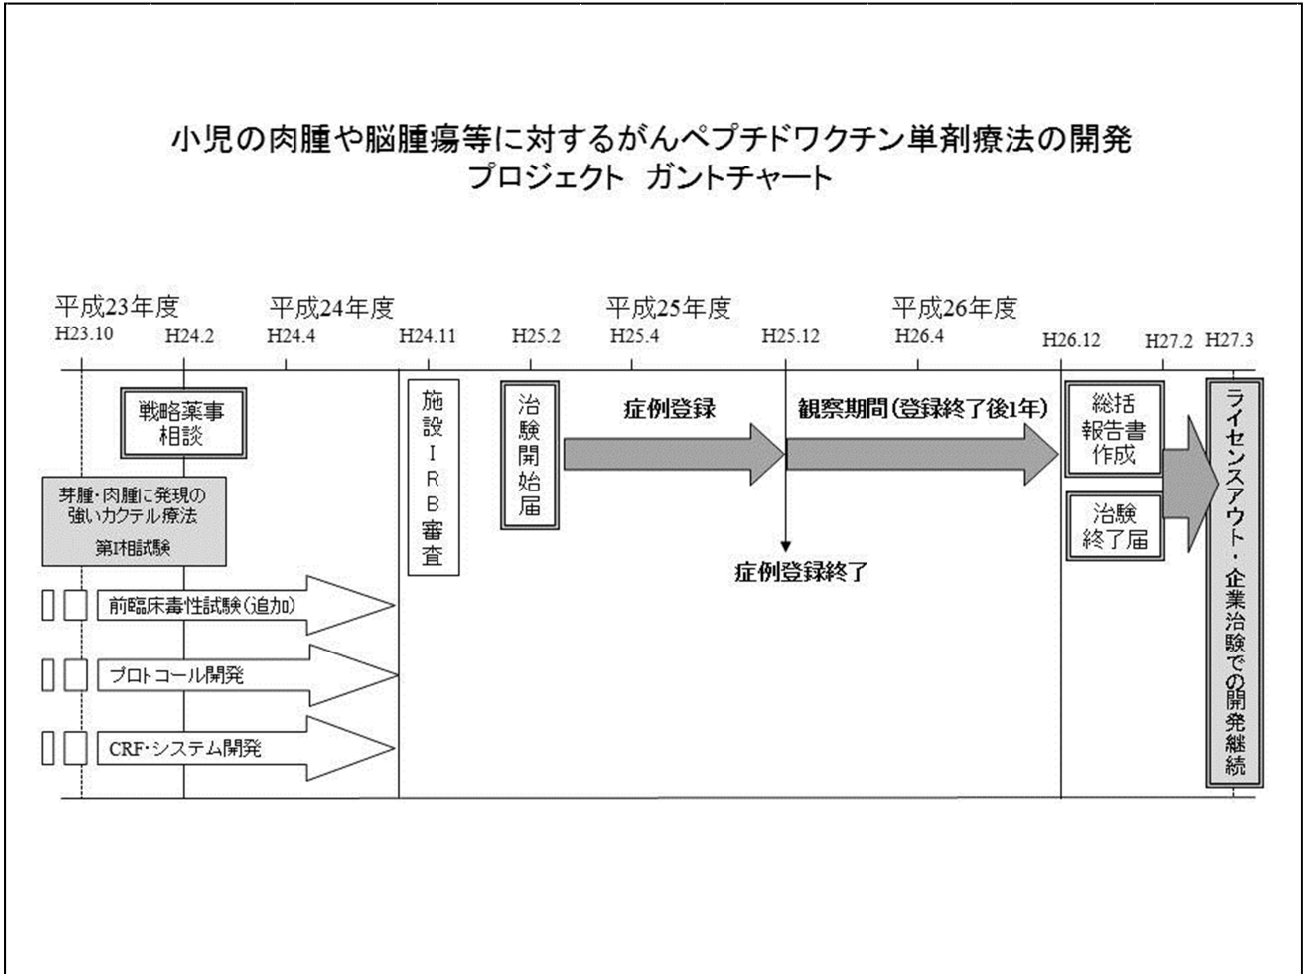 小児の肉腫や脳腫瘍等に対するがんペプチドワクチン単剤療法の開発
プロジェクト ガントチャート
平成23年度
平成24年度
平成25年度
平成26年度
H23.10
H24.2
H24.4
H24.11
H25.2
H25.4
H25.12
H26.4
H26.12
H27.2
H27.3
戦略薬事
相談
芽腫・肉腫に発現の
強いカクテル療法
第I相試験
前臨床毒性試験(追加)
プロトコール開発
CRF・システム開発
施設IRB審査
治験開始届
症例登録
症例登録終了
観察期間(登録終了後1年)
総括
報告書
作成
治験
終了届
ライセンスアウト・企業治験での開発継続